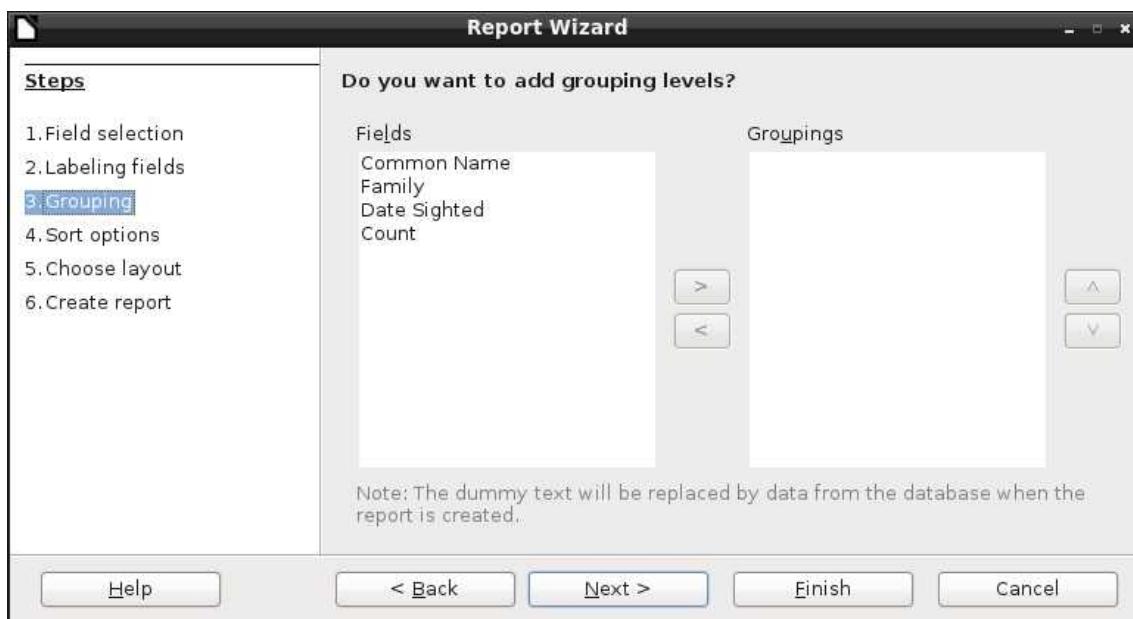 Report Wizard
Steps
1. Field selection
2. Labeling fields
3. Grouping
4. Sort options
5. Choose layout
6. Create report
Do you want to add grouping levels?
Fields
Common Name
Family
Date Sighted
Count
>
<
Groupings
^
v
Note: The dummy text will be replaced by data from the database when the
report is created.
Help
< Back
Next >
Finish
Cancel